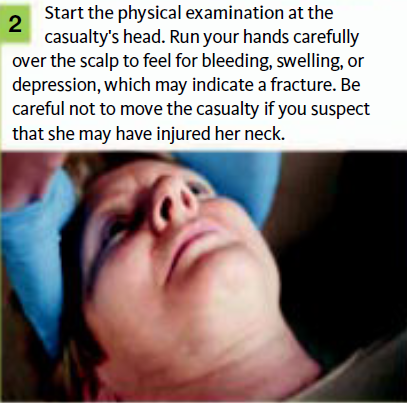 2 Start the physical examination at the
casualty's head. Run your hands carefully
over the scalp to feel for bleeding, swelling, or
depression, which may indicate a fracture. Be
careful not to move the casualty if you suspect
that she may have injured her neck.